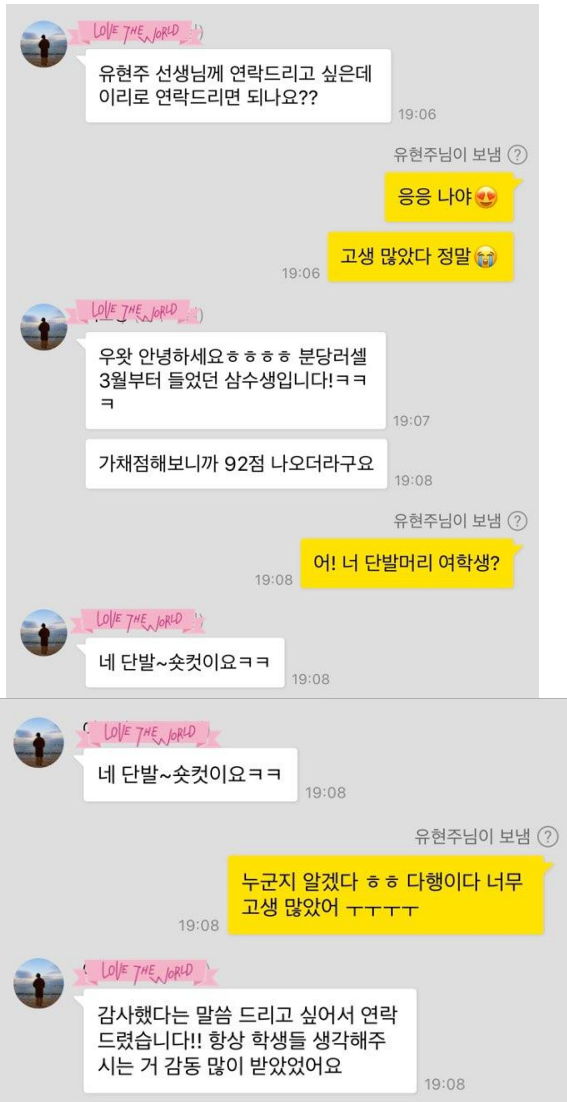 LOVE THE WORLD
유현주 선생님께 연락드리고 싶은데
이리로 연락드리면 되나요??
19:06
유현주님이 보냄 ?
응응 나야😍
고생 많았다 정말😭
19:06
LOVE THE WORLD
우왓 안녕하세요ㅎㅎㅎㅎ 분당러셀
3월부터 들었던 삼수생입니다!ㅋㅋ
ㅋ
19:07
가채점해보니까 92점 나오더라구요
19:08
유현주님이 보냄 ?
어! 너 단발머리 여학생?
19:08
LOVE THE WORLD
네 단발~숏컷이요ㅋㅋ
19:08
LOVE THE WORLD
네 단발~숏컷이요ㅋㅋ
19:08
유현주님이 보냄 ?
누군지 알겠다 ㅎㅎ 다행이다 너무
고생 많았어 ㅜㅜㅜㅜ
19:08
LOVE THE WORLD
감사했다는 말씀 드리고 싶어서 연락
드렸습니다!! 항상 학생들 생각해주
시는 거 감동 많이 받았었어요
19:08